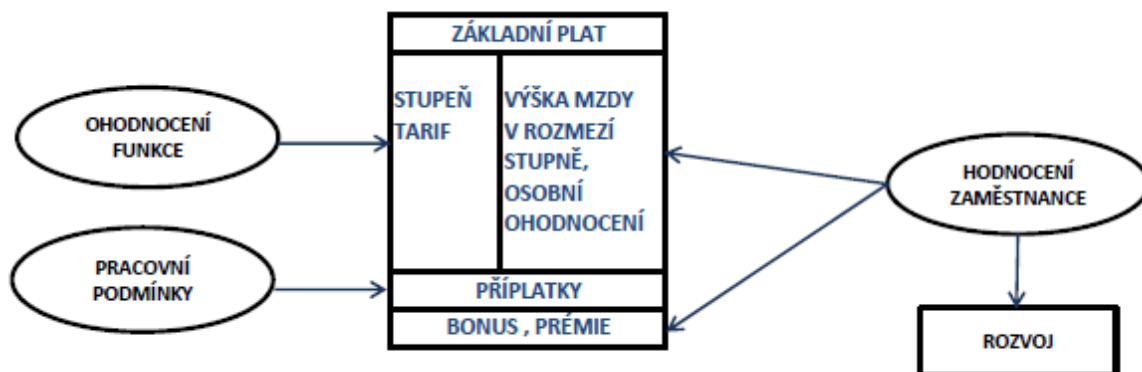 ZÁKLADNÍ PLAT
OHODNOCENÍ
FUNKCE
STUPEŇ
TARIF
VÝŠKA MZDY
V ROZMEZÍ
STUPNĚ,
OSOBNÍ
OHODNOCENÍ
HODNOCENÍ
ZAMĚSTNANCE
PRACOVNÍ
PODMÍNKY
PŘÍPLATKY
BONUS , PRÉMIE
ROZVOJ